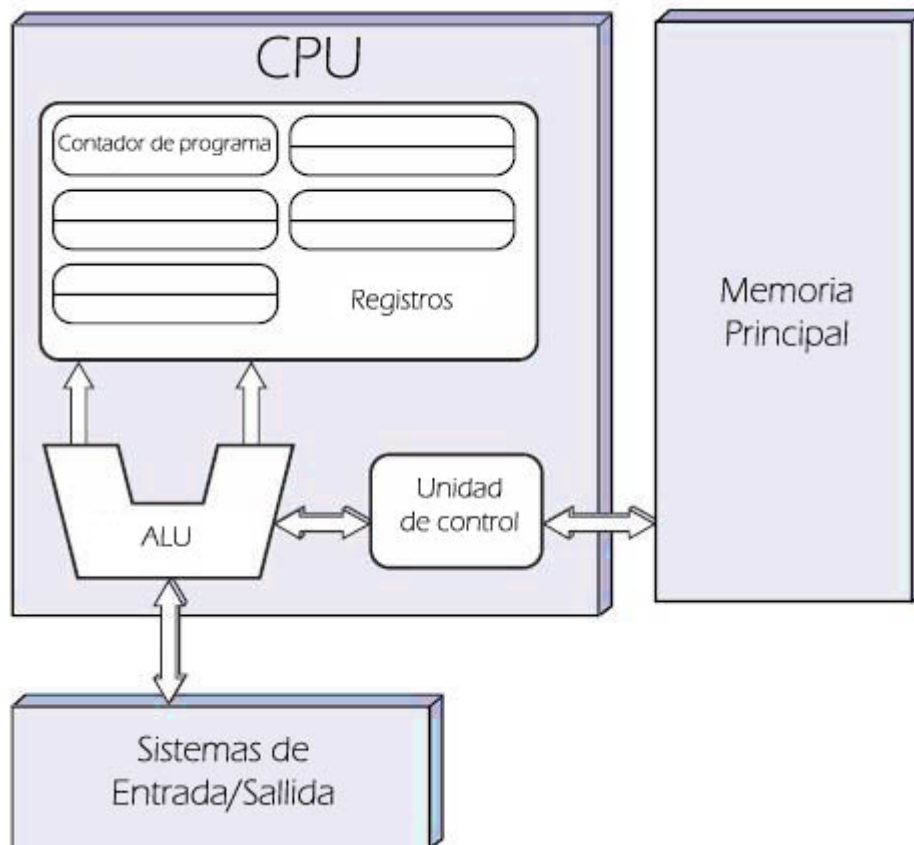 CPU
Contador de programa
Registros
Memoria
Principal
Unidad
de control
ALU
Sistemas de
Entrada/Sallida